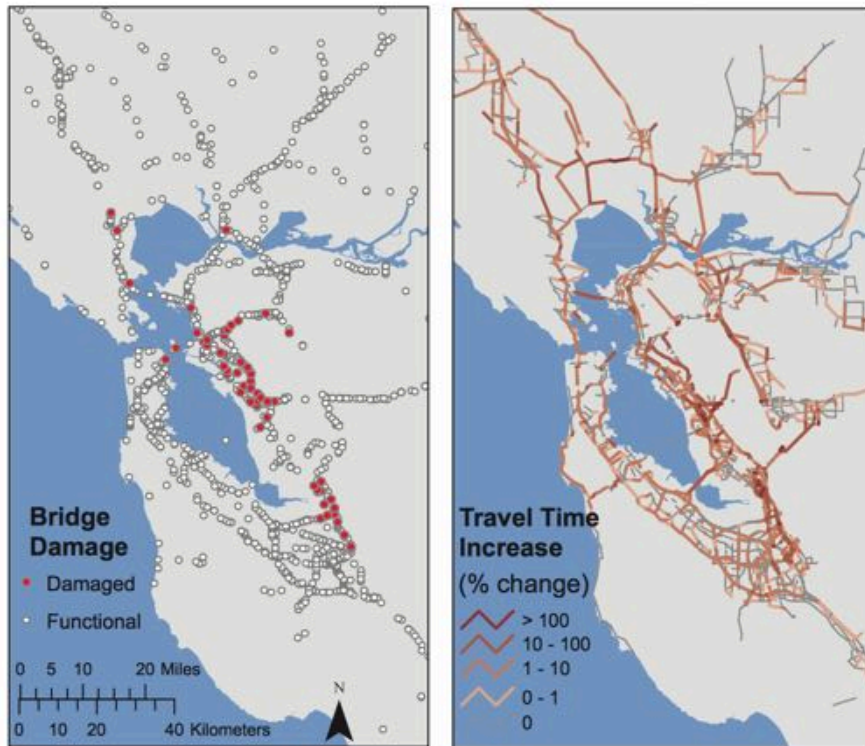 Bridge
Damage
Damaged
Functional
0 5 10 20 Miles
0 10 20 40 Kilometers
N
Travel Time
Increase
(% change)
> 100
10 - 100
1 - 10
0 - 1
0